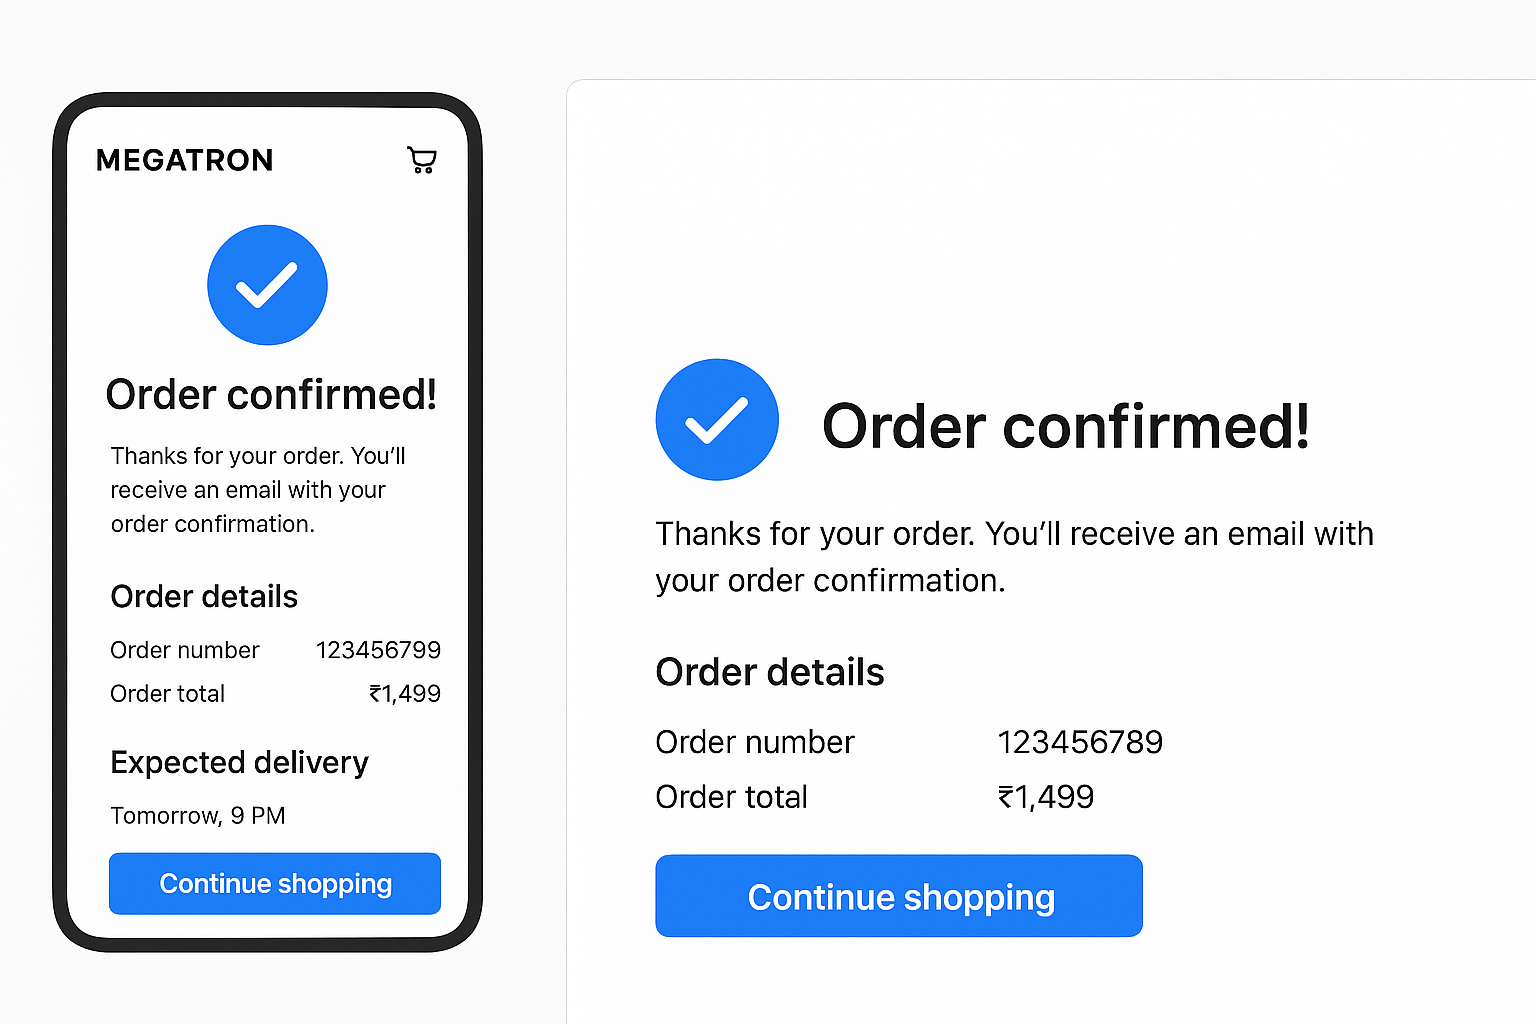 MEGATRON
Order confirmed!
Thanks for your order. You’ll
receive an email with your
order confirmation.
Order details
Order number 123456799
Order total ₹1,499
Expected delivery
Tomorrow, 9 PM
Continue shopping
Order confirmed!
Thanks for your order. You’ll receive an email with
your order confirmation.
Order details
Order number 123456789
Order total ₹1,499
Continue shopping